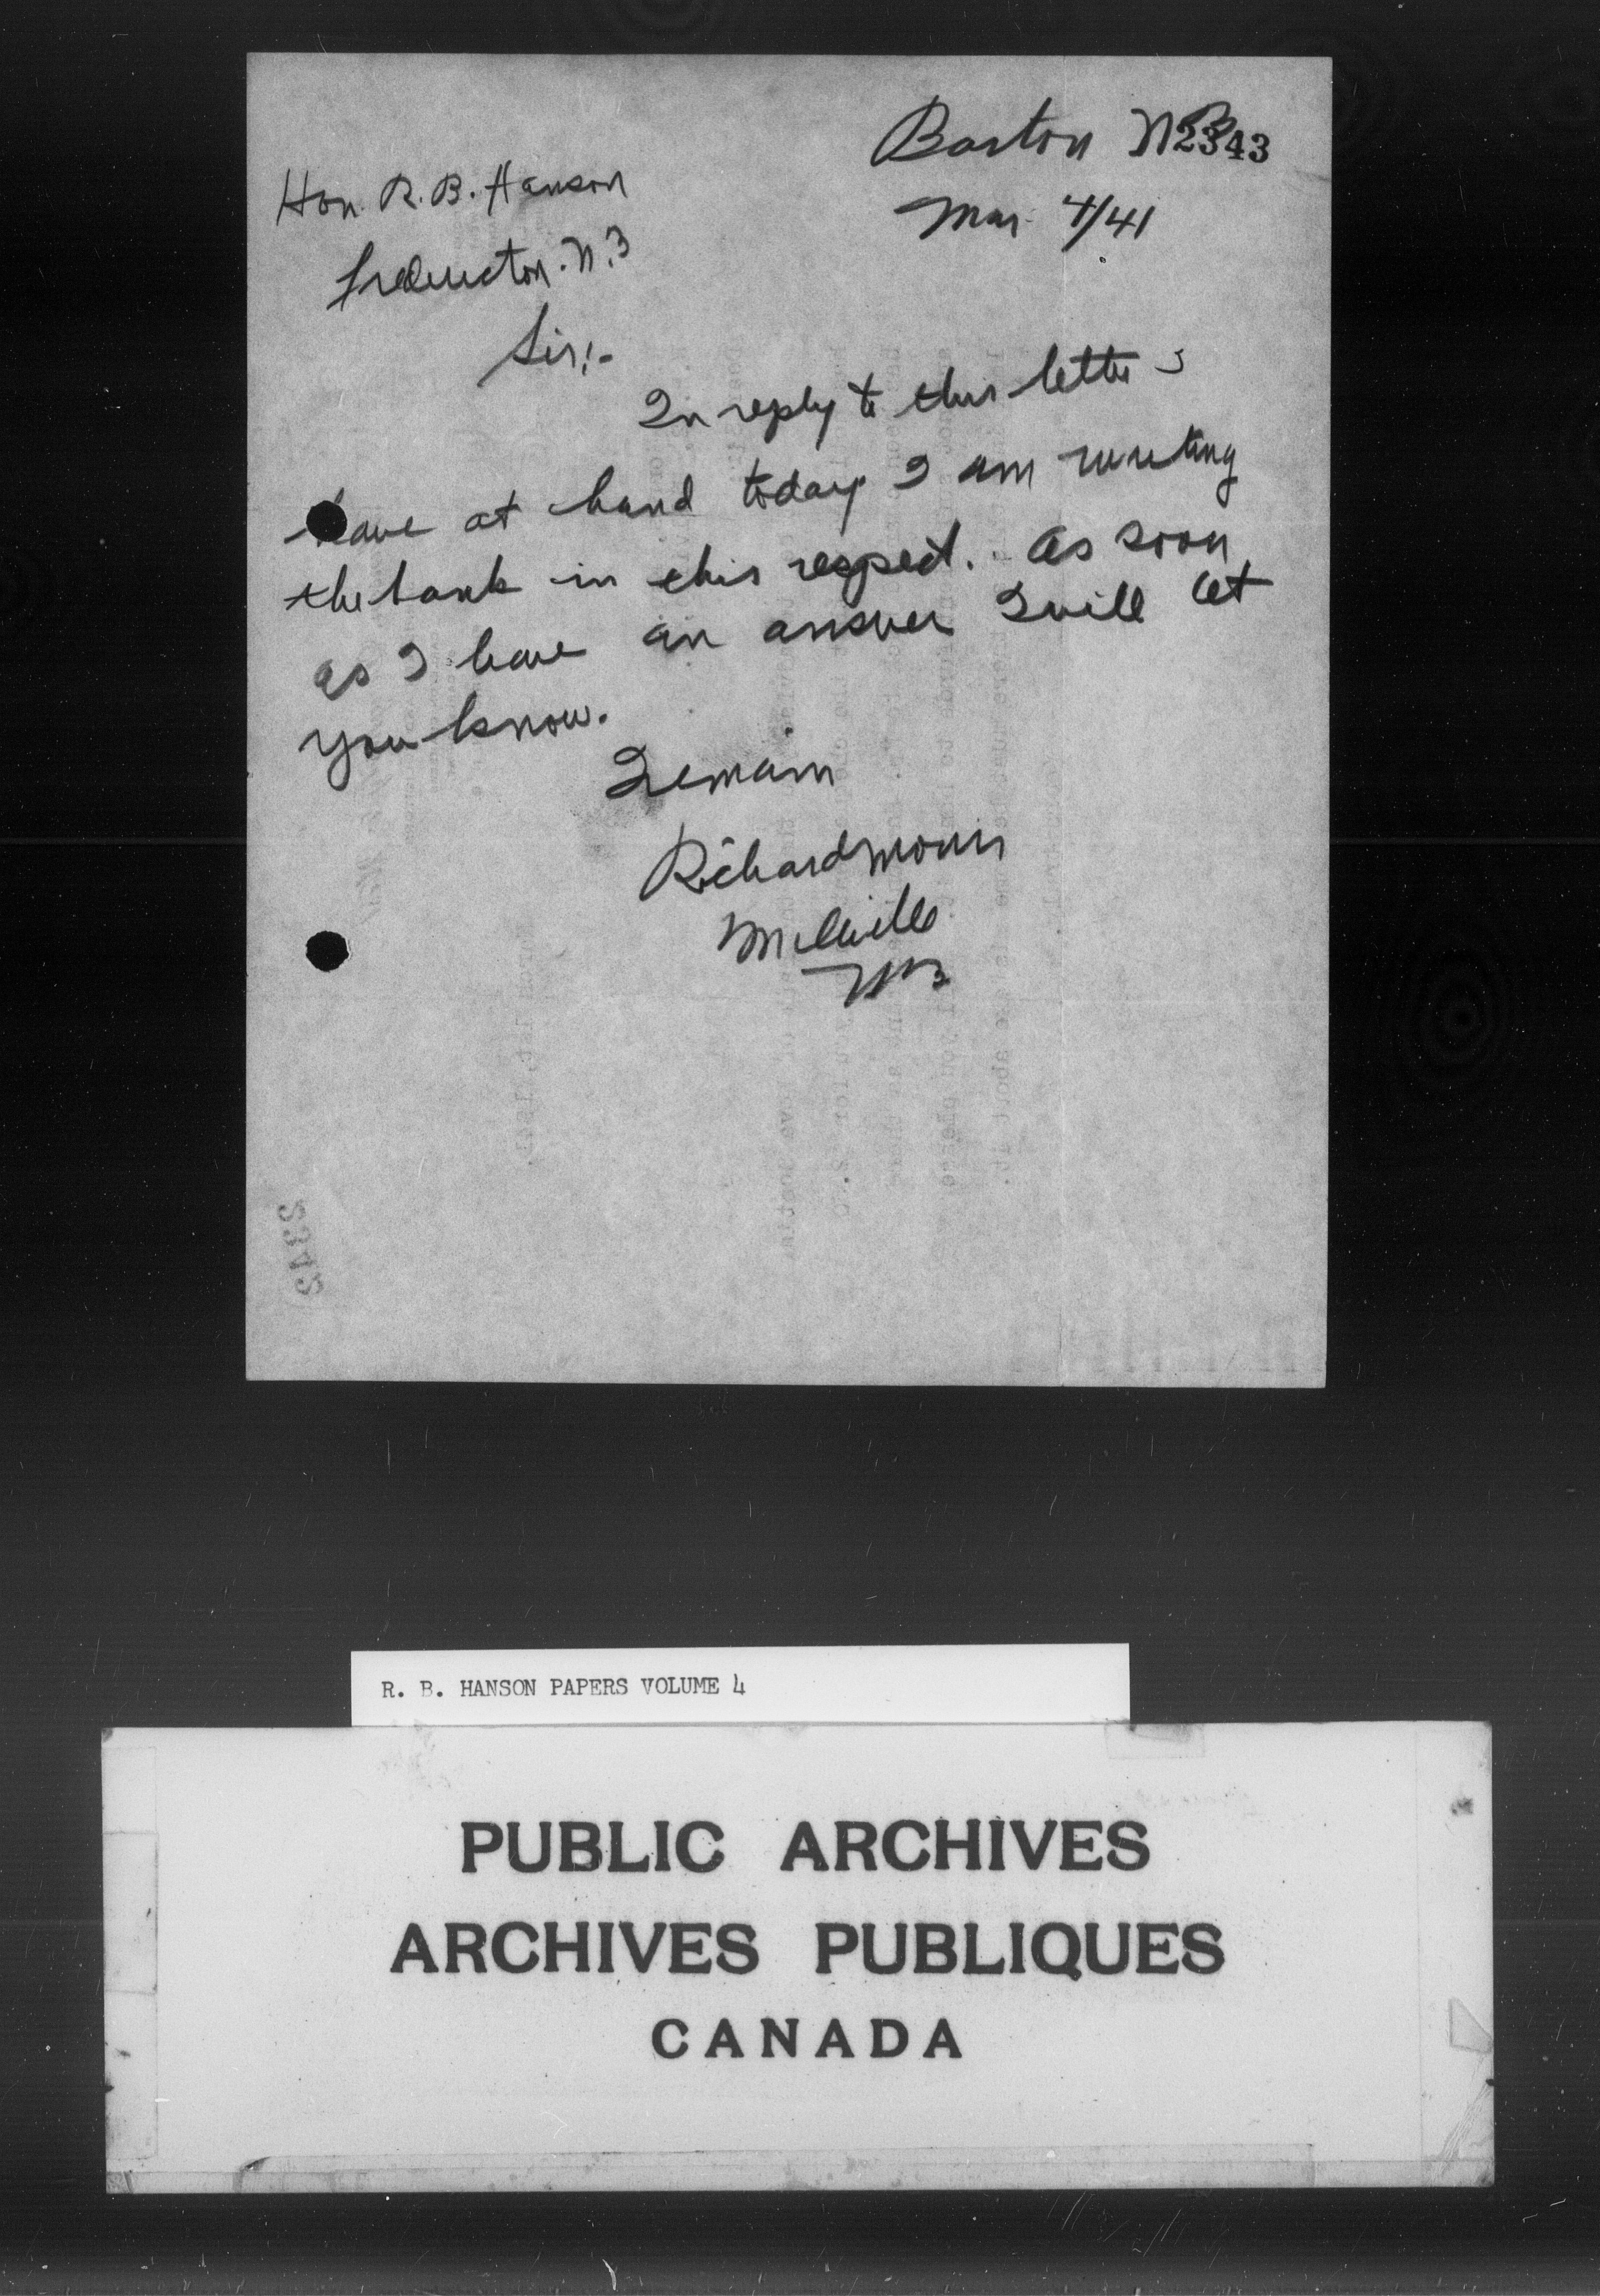 Barton N B
2343
Mar 4/41
Hon. R. B. Hanson
Fredericton. N. B
Sir:-
In reply to this letter I
have at hand today I am writing
the bank in this respect. As soon
as I have an answer I will let
you know.
I remain
Richard
N B
2342
R. B. HANSON PAPERS VOLUME 4
PUBLIC ARCHIVES
ARCHIVES PUBLIQUES
CANADA